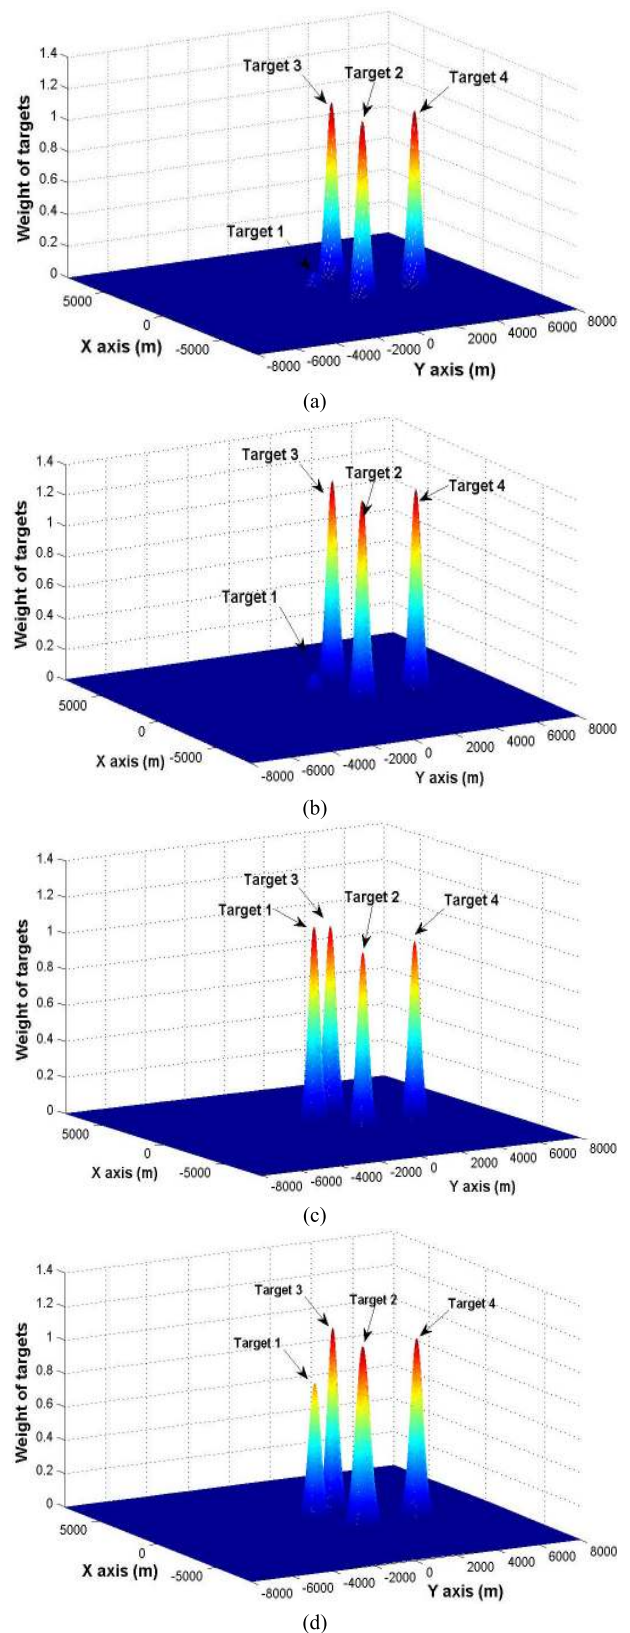 1.4
1.2
1
0.8
0.6
0.4
0.2
0
Weight of targets
Target 3
Target 2
Target 4
Target 1
5000
0
-5000
X axis (m)
-8000
-6000
-4000
-2000
0
2000
4000
6000
8000
Y axis (m)
(a)
1.4
1.2
1
0.8
0.6
0.4
0.2
0
Weight of targets
Target 3
Target 2
Target 4
Target 1
5000
0
-5000
X axis (m)
-8000
-6000
-4000
-2000
0
2000
4000
6000
8000
Y axis (m)
(b)
1.4
1.2
1
0.8
0.6
0.4
0.2
0
Weight of targets
Target 3
Target 1
Target 2
Target 4
5000
0
-5000
X axis (m)
-8000
-6000
-4000
-2000
0
2000
4000
6000
8000
Y axis (m)
(c)
1.4
1.2
1
0.8
0.6
0.4
0.2
0
Weight of targets
Target 3
Target 2
Target 4
Target 1
5000
0
-5000
X axis (m)
-8000
-6000
-4000
-2000
0
2000
4000
6000
8000
Y axis (m)
(d)